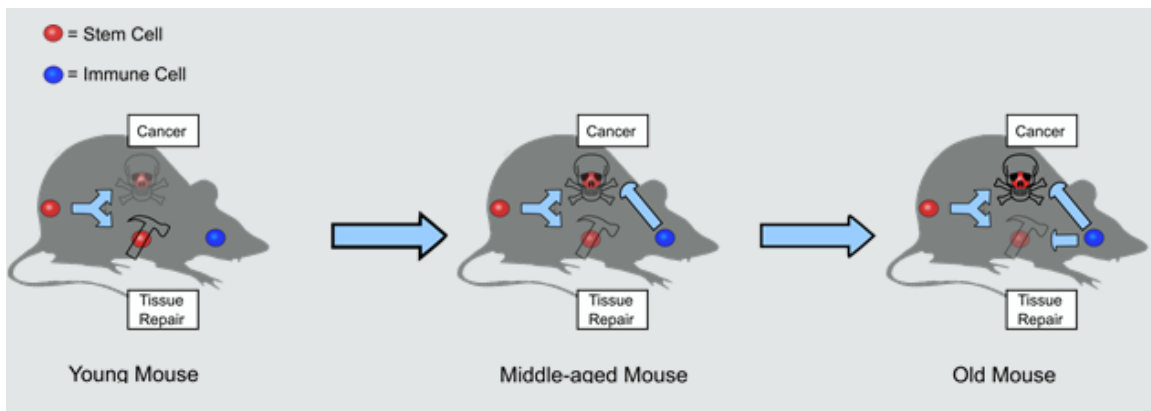 = Stem Cell
= Immune Cell
Cancer
Tissue
Repair
Young Mouse
Cancer
Tissue
Repair
Middle-aged Mouse
Cancer
Tissue
Repair
Old Mouse